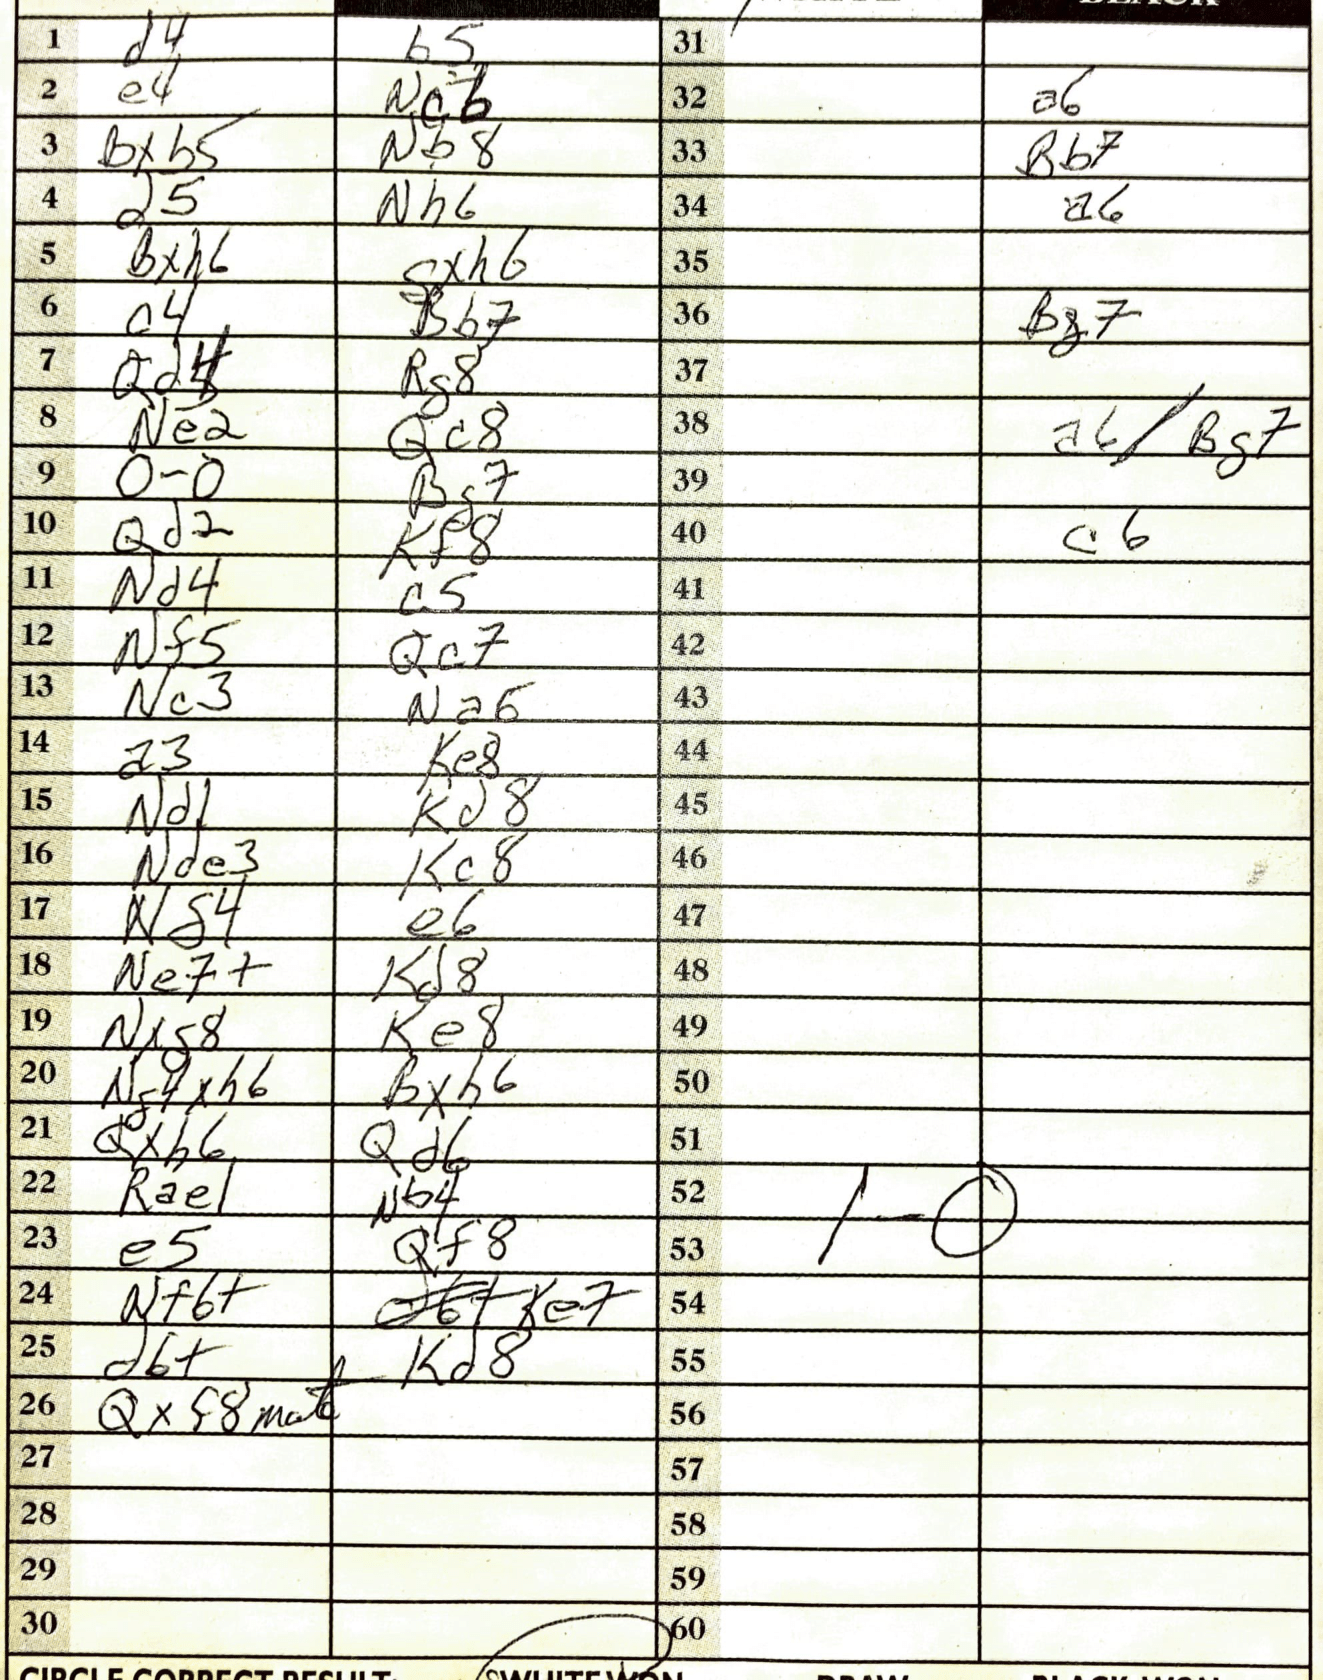 WHITE BLACK
1 d4 b5 31
2 e4 Nc6 32 a6
3 Bxb5 Nb8 33 Bb7
4 d5 Nh6 34 a6
5 Bxh6 gxh6 35
6 c4 Bb7 36 Bg7
7 Qd4 Rg8 37
8 Ne2 Qc8 38 a6/Bg7
9 0-0 Bg7 39
10 Qd2 Kf8 40 c6
11 Nd4 c5 41
12 Nf5 Qc7 42
13 Nc3 Na6 43
14 a3 Ke8 44
15 Nd1 Kd8 45
16 Nde3 Kc8 46
17 Ng4 e6 47
18 Ne7+ Kd8 48
19 Nxg8 Ke8 49
20 Ng4xh6 Bxh6 50
21 Qxh6 Qd6 51
22 Rae1 Nb4 52 1-0
23 e5 Qf8 53
24 Nf6+ d6+ Ke7 54
25 d6+ Kd8 55
26 Qxf8 mate 56
27 57
28 58
29 59
30 60
CIRCLE CORRECT RESULT: WHITE WON DRAW BLACK WON